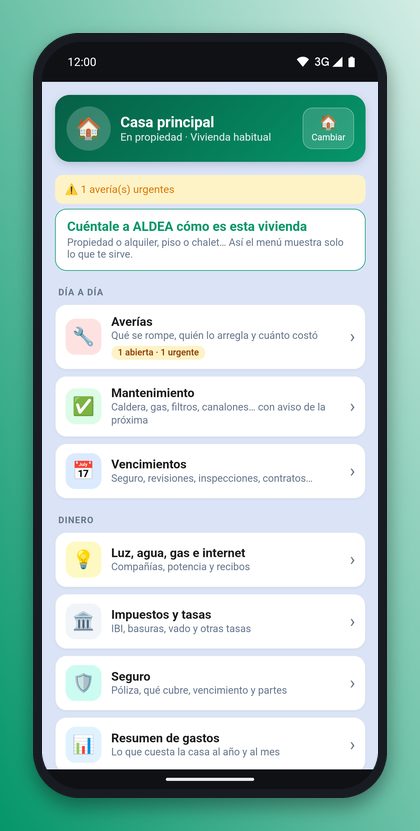 12:00
3G
🏠
Casa principal
En propiedad · Vivienda habitual
🏠
Cambiar
⚠️ 1 avería(s) urgentes
Cuéntale a ALDEA cómo es esta vivienda
Propiedad o alquiler, piso o chalet… Así el menú muestra solo
lo que te sirve.
DÍA A DÍA
Averías
Qué se rompe, quién lo arregla y cuánto costó
1 abierta · 1 urgente
›
Mantenimiento
Caldera, gas, filtros, canalones… con aviso de la
próxima
›
July
17
Vencimientos
Seguro, revisiones, inspecciones, contratos…
›
DINERO
Luz, agua, gas e internet
Compañías, potencia y recibos
›
Impuestos y tasas
IBI, basuras, vado y otras tasas
›
Seguro
Póliza, qué cubre, vencimiento y partes
›
Resumen de gastos
Lo que cuesta la casa al año y al mes
›